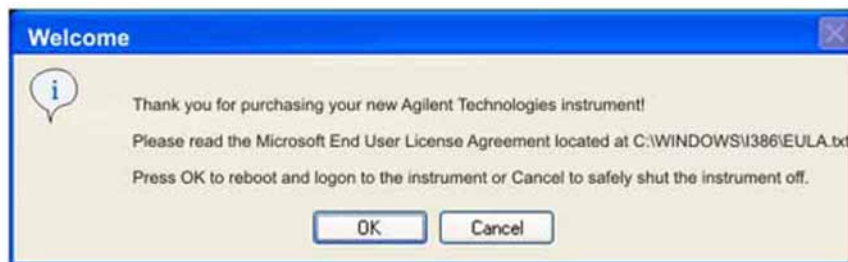 Welcome
Thank you for purchasing your new Agilent Technologies instrument!
Please read the Microsoft End User License Agreement located at C:\WINDOWS\I386\EULA.txt
Press OK to reboot and logon to the instrument or Cancel to safely shut the instrument off.
OK Cancel